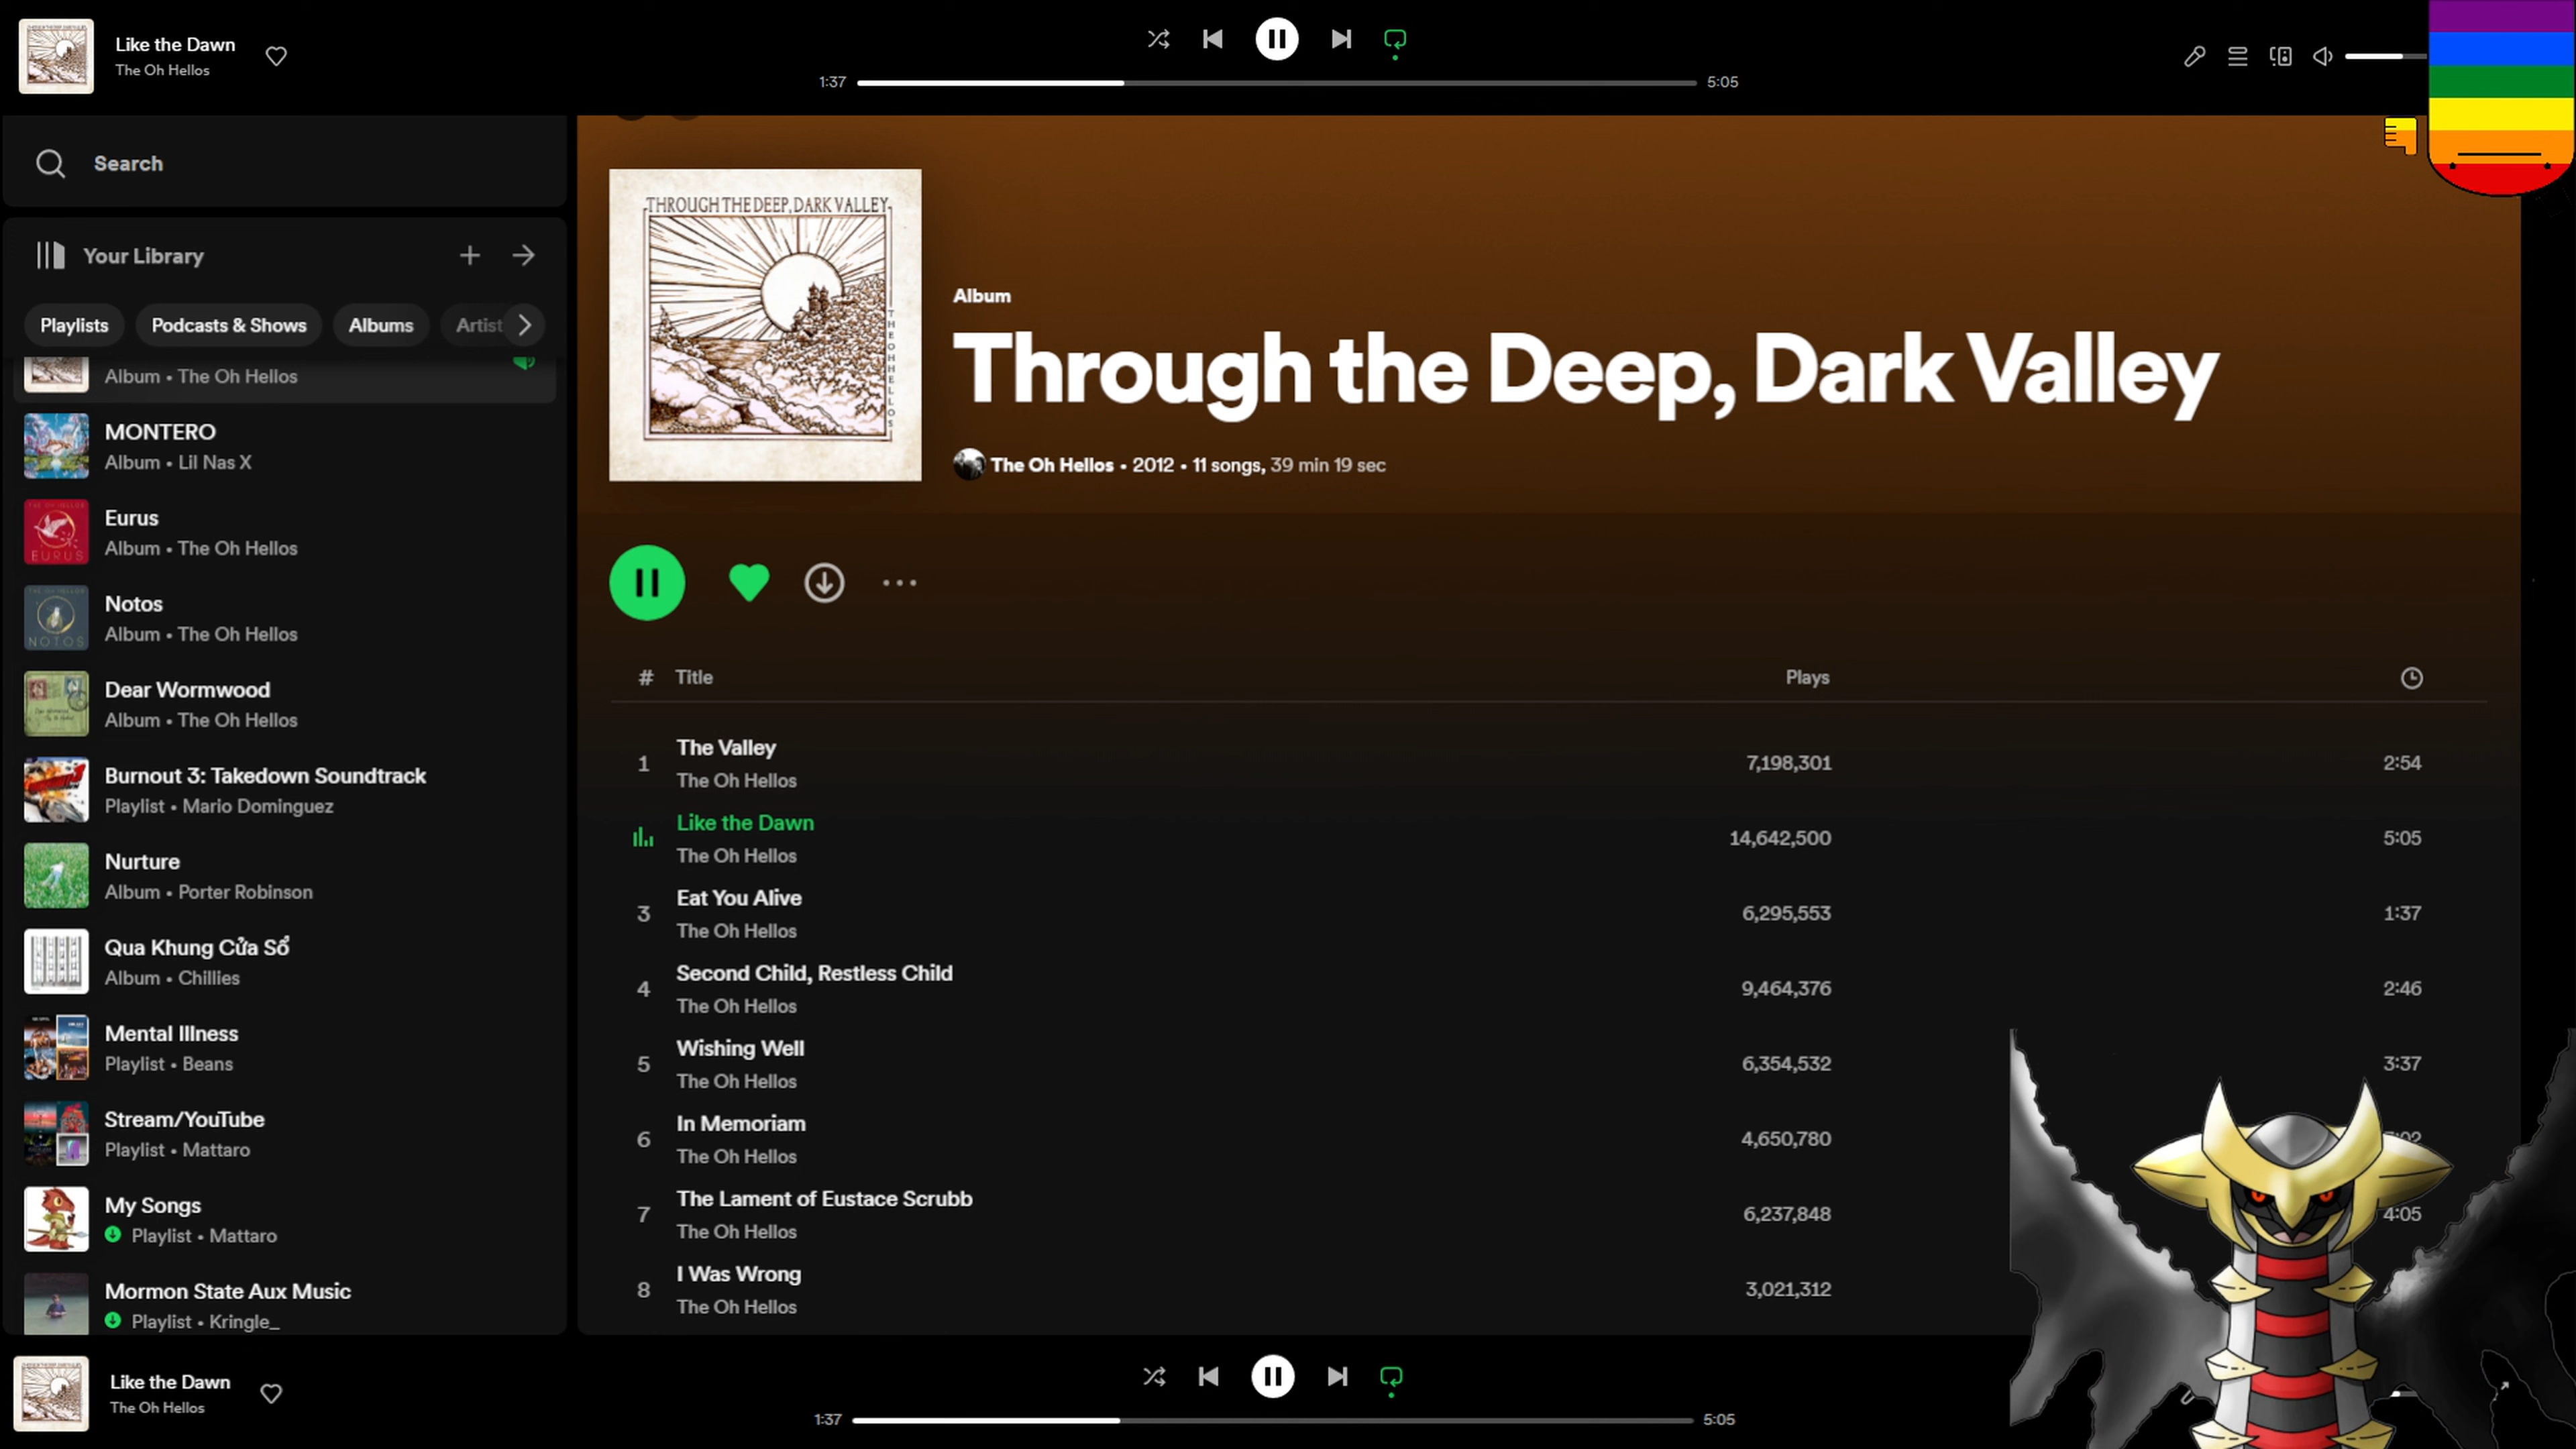 Like the Dawn
The Oh Hellos
1:37
5:05
Search
Your Library
Playlists
Podcasts & Shows
Albums
Artist
Album • The Oh Hellos
MONTERO
Album • Lil Nas X
Eurus
Album • The Oh Hellos
Notos
Album • The Oh Hellos
Dear Wormwood
Album • The Oh Hellos
Burnout 3: Takedown Soundtrack
Playlist • Mario Dominguez
Nurture
Album • Porter Robinson
Qua Khung Cửa Sổ
Album • Chillies
Mental Illness
Playlist • Beans
Stream/YouTube
Playlist • Mattaro
My Songs
Playlist • Mattaro
Mormon State Aux Music
Playlist • Kringle_
THROUGH THE DEEP, DARK VALLEY
THE OH HELLOS
Album
Through the Deep, Dark Valley
The Oh Hellos • 2012 • 11 songs, 39 min 19 sec
# Title Plays
1 The Valley 7,198,301 2:54
The Oh Hellos
Like the Dawn 14,642,500 5:05
The Oh Hellos
3 Eat You Alive 6,295,553 1:37
The Oh Hellos
4 Second Child, Restless Child 9,464,376 2:46
The Oh Hellos
5 Wishing Well 6,354,532 3:37
The Oh Hellos
6 In Memoriam 4,650,780
The Oh Hellos
7 The Lament of Eustace Scrubb 6,237,848 4:05
The Oh Hellos
8 I Was Wrong 3,021,312
The Oh Hellos
Like the Dawn
The Oh Hellos
1:37
5:05
EURUS
NOTOS